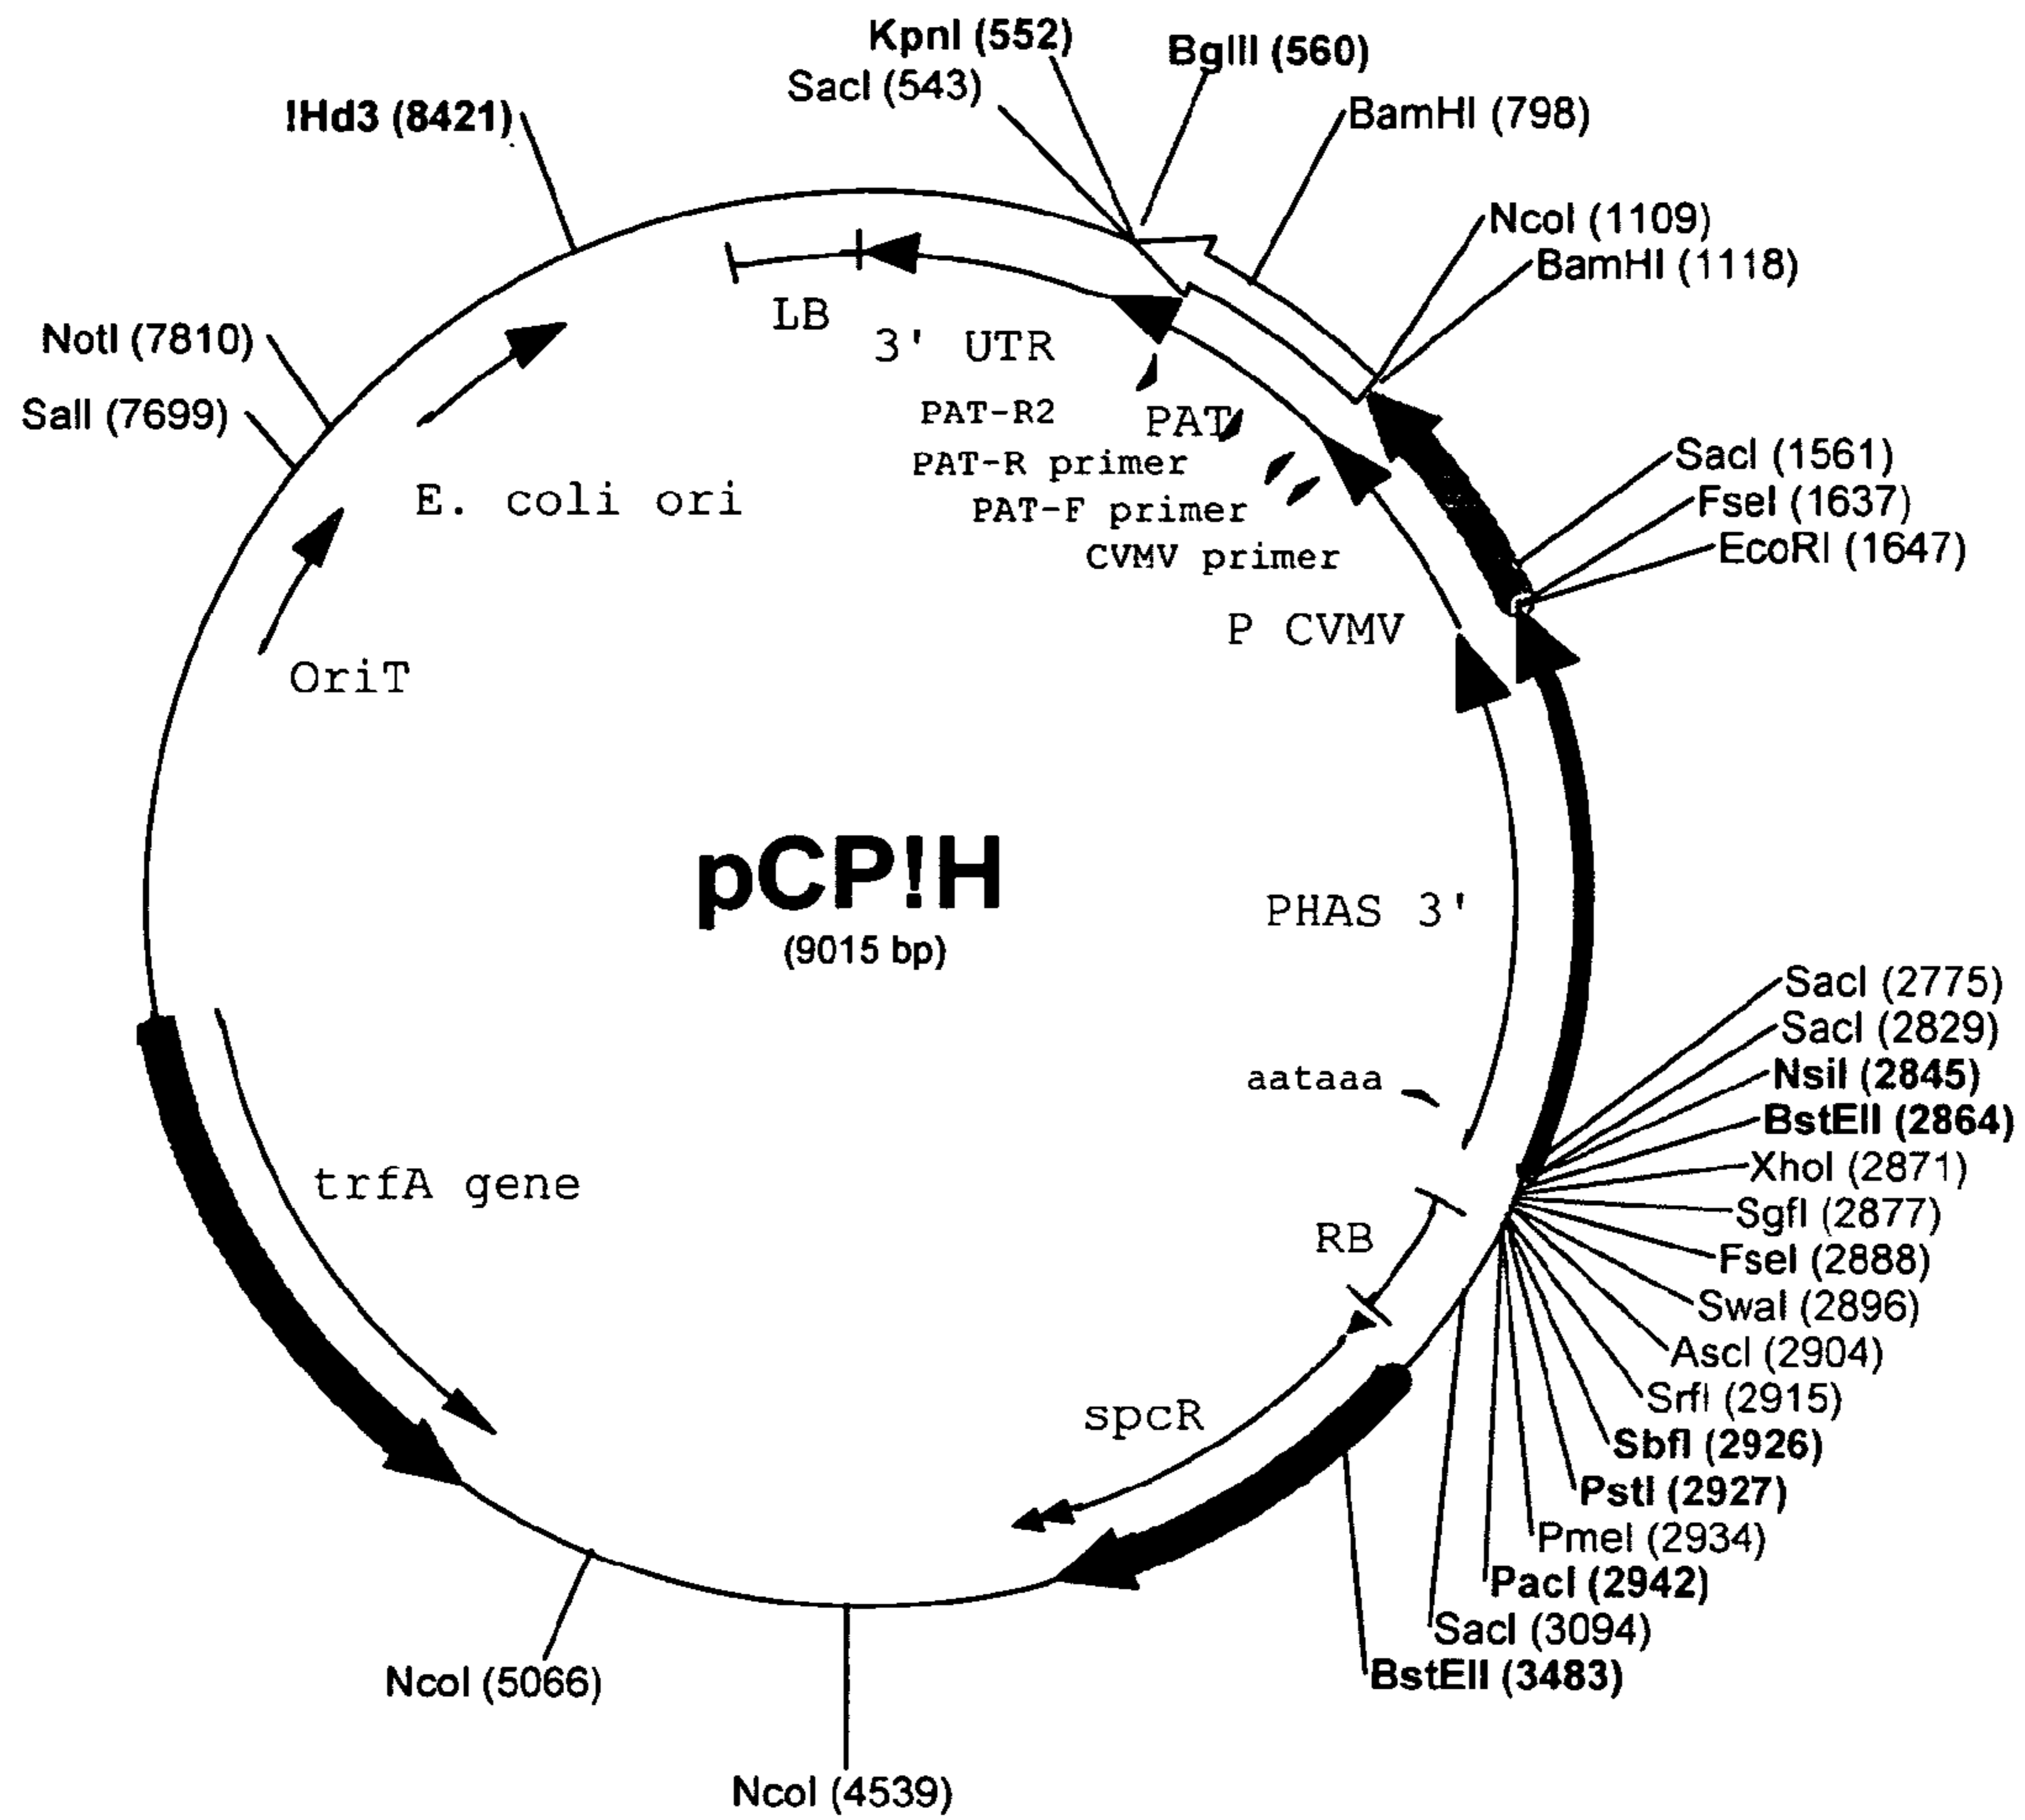 KpnI (552)
SacI (543)
BglII (560)
BamHI (798)
!Hd3 (8421)
NcoI (1109)
BamHI (1118)
NotI (7810)
SalI (7699)
LB
3' UTR
PAT-R2
PAT
PAT-R primer
PAT-F primer
CVMV primer
E. coli ori
SacI (1561)
FseI (1637)
EcoRI (1647)
P CVMV
OriT
pCP!H
(9015 bp)
PHAS 3'
SacI (2775)
SacI (2829)
NsiI (2845)
BstEII (2864)
XhoI (2871)
SgfI (2877)
FseI (2888)
SwaI (2896)
AscI (2904)
SrfI (2915)
SbfI (2926)
PstI (2927)
PmeI (2934)
PacI (2942)
SacI (3094)
BstEII (3483)
aataaa
trfA gene
RB
spcR
NcoI (5066)
NcoI (4539)